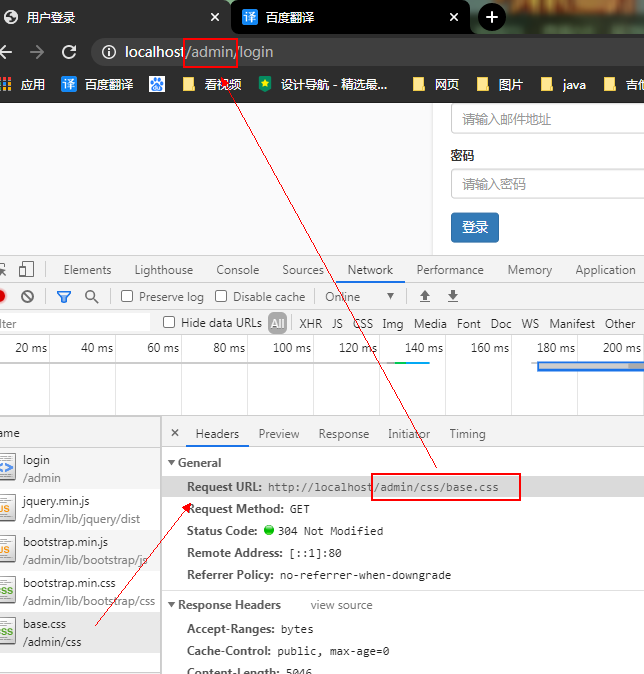 用户登录 × 译 百度翻译 × +
localhost/admin/login
应用 译 百度翻译 看视频 设计导航 - 精选最... 网页 图片 java
请输入邮件地址
密码
请输入密码
登录
Elements Lighthouse Console Sources Network Performance Memory Application
Preserve log Disable cache Online ▼
Hide data URLs All XHR JS CSS Img Media Font Doc WS Manifest Other
20 ms 40 ms 60 ms 80 ms 100 ms 120 ms 140 ms 160 ms 180 ms 200 ms
ame × Headers Preview Response Initiator Timing
login
/admin
jquery.min.js
/admin/lib/jquery/dist
bootstrap.min.js
/admin/lib/bootstrap/js
bootstrap.min.css
/admin/lib/bootstrap/css
base.css
/admin/css
General
Request URL: http://localhost/admin/css/base.css
Request Method: GET
Status Code: 304 Not Modified
Remote Address: [::1]:80
Referrer Policy: no-referrer-when-downgrade
Response Headers view source
Accept-Ranges: bytes
Cache-Control: public, max-age=0
Content-Length: 5046